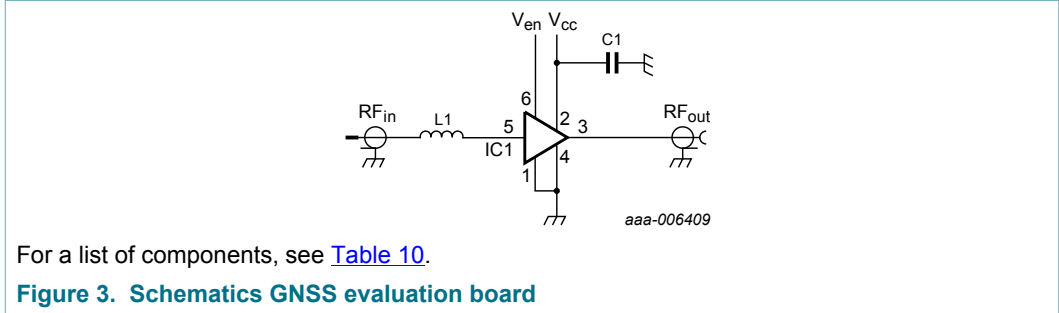 Ven Vcc
C1
6
RFin
L1
5
2
3
RFout
IC1
4
1
aaa-006409
For a list of components, see Table 10.
Figure 3. Schematics GNSS evaluation board